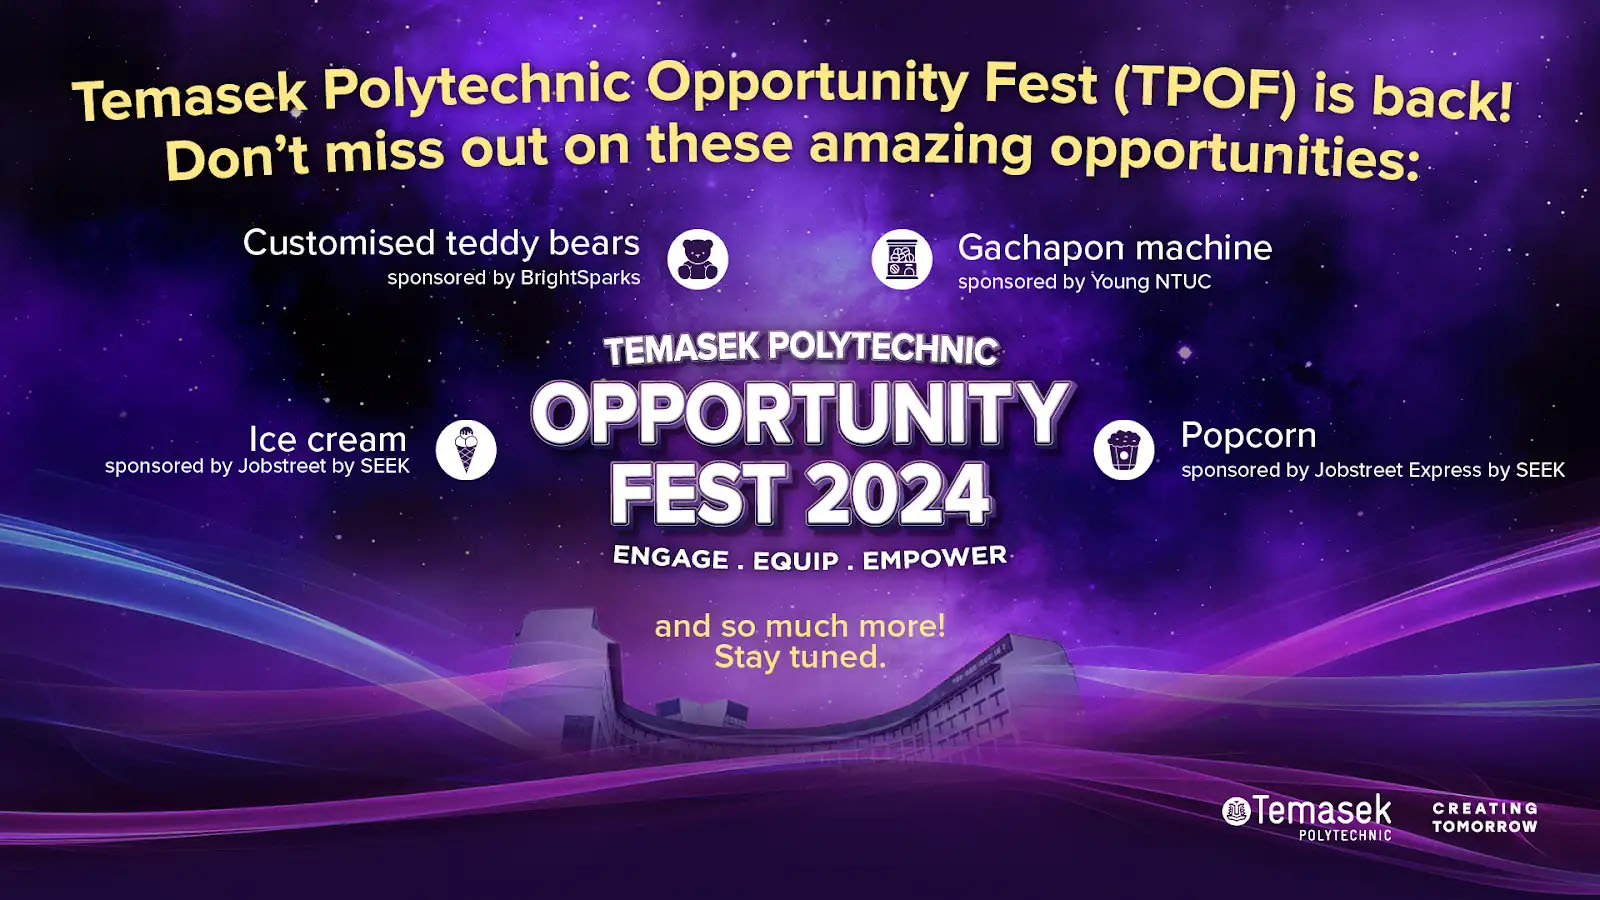 Temasek Polytechnic Opportunity Fest (TPOF) is back!
Don't miss out on these amazing opportunities:
Customised teddy bears
sponsored by BrightSparks
Gachapon machine
sponsored by Young NTUC
TEMASEK POLYTECHNIC
OPPORTUNITY
FEST 2024
ENGAGE . EQUIP . EMPOWER
Ice cream
sponsored by Jobstreet by SEEK
Popcorn
sponsored by Jobstreet Express by SEEK
and so much more!
Stay tuned.
Temasek
POLYTECHNIC
CREATING
TOMORROW